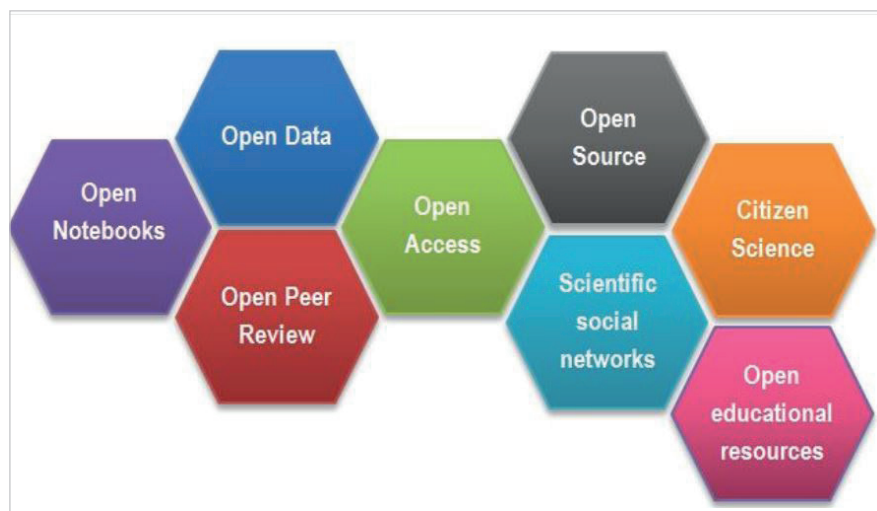 Open
Notebooks
Open Data
Open Peer
Review
Open
Access
Open
Source
Scientific
social
networks
Citizen
Science
Open
educational
resources